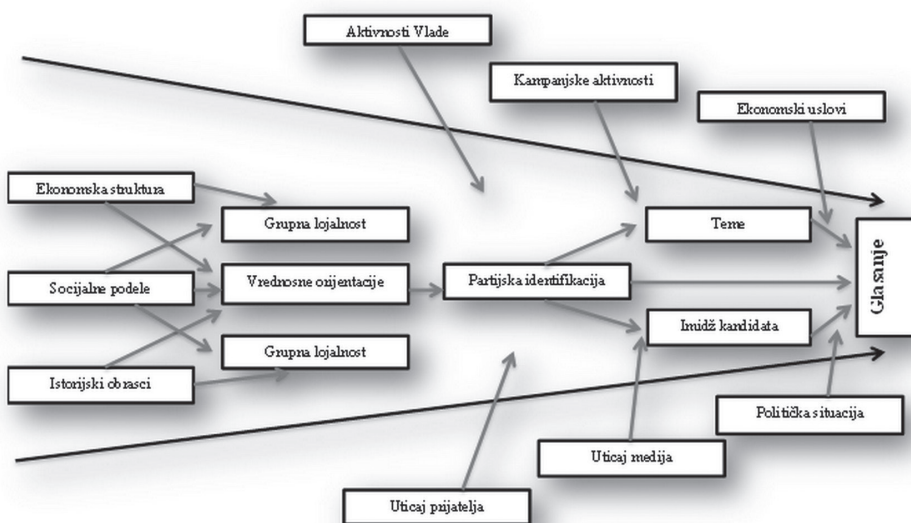 Aktivnosti Vlade
Kampanjske aktivnosti
Ekonomski uslovi
Ekonomska struktura
Grupna lojalnost
Teme
Socijalne podele
Vrednosne orijentacije
Partijska identifikacija
Glasanje
Imidž kandidata
Grupna lojalnost
Istorijski obrasci
Politička situacija
Uticaj medija
Uticaj prijatelja